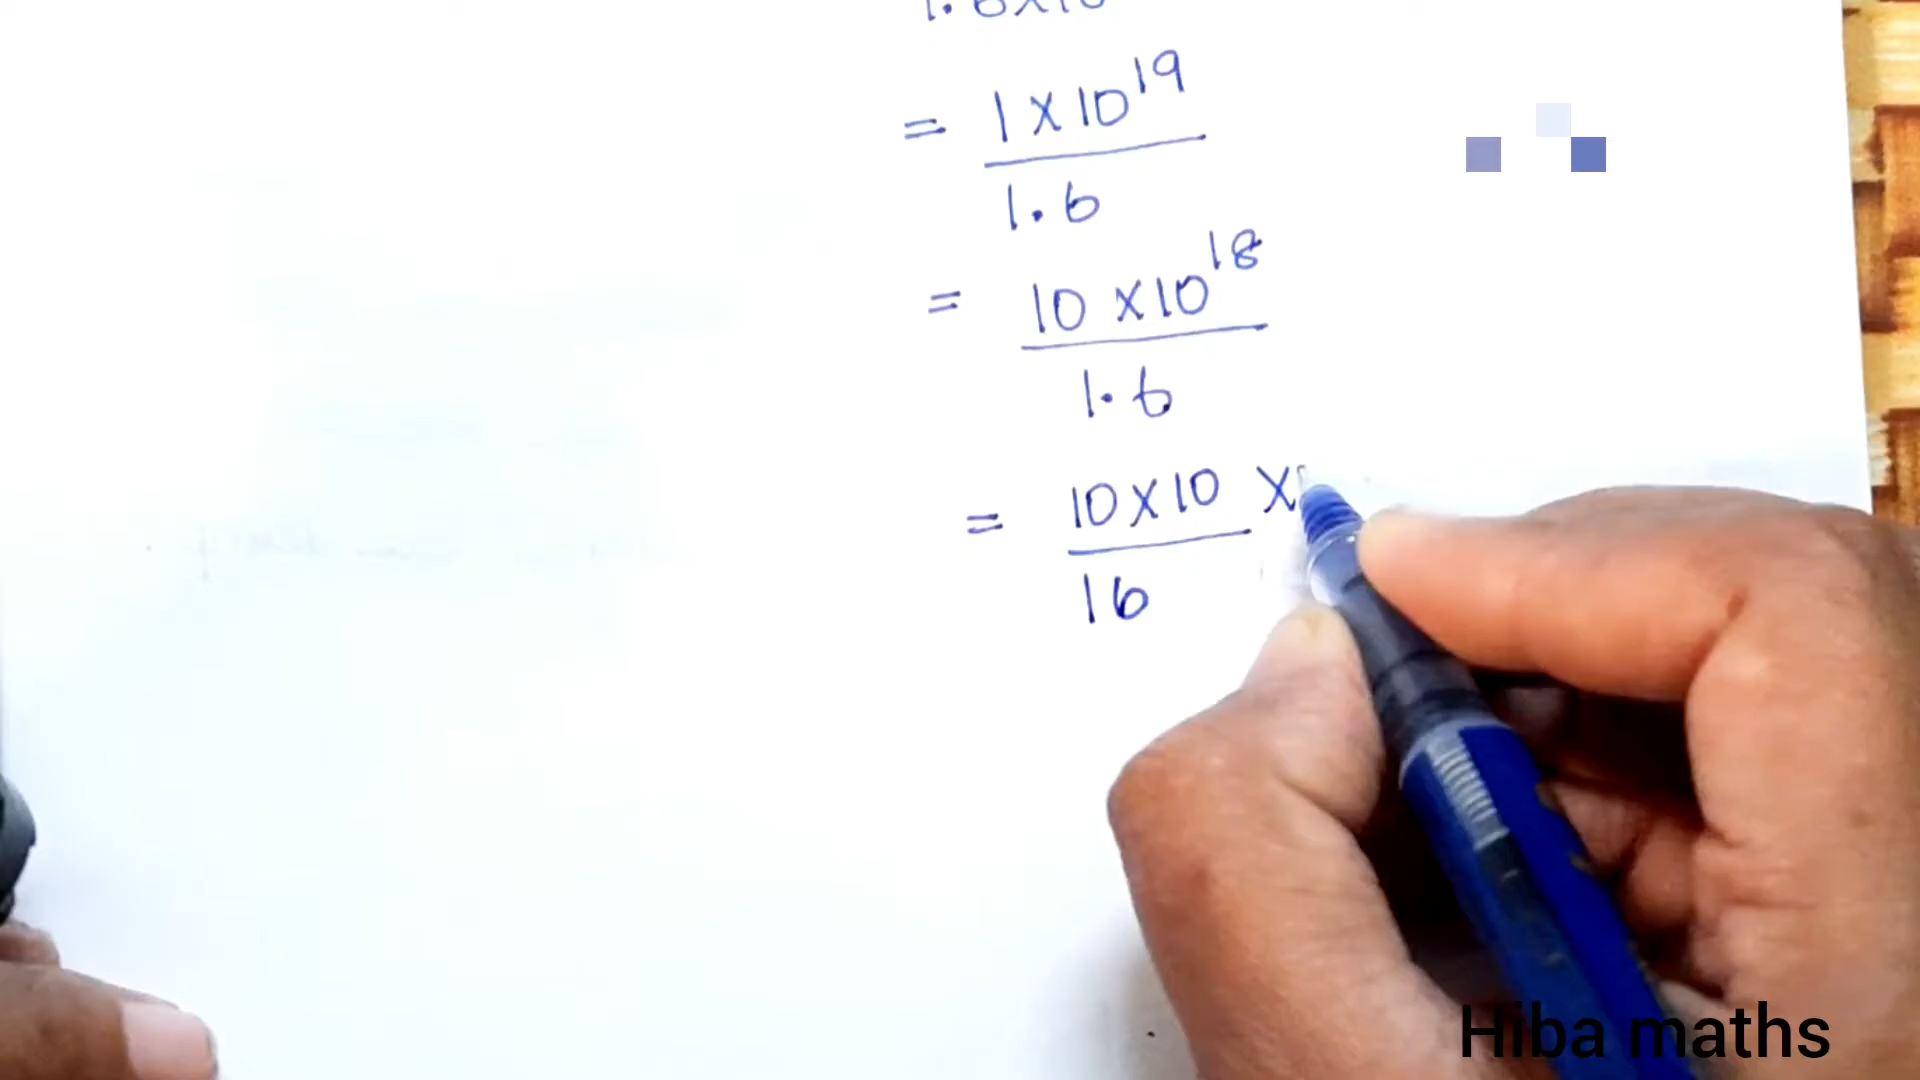 = 1 × 10^19
1.6
= 10 × 10^18
1.6
= 10 × 10 ×
16
Hiba maths